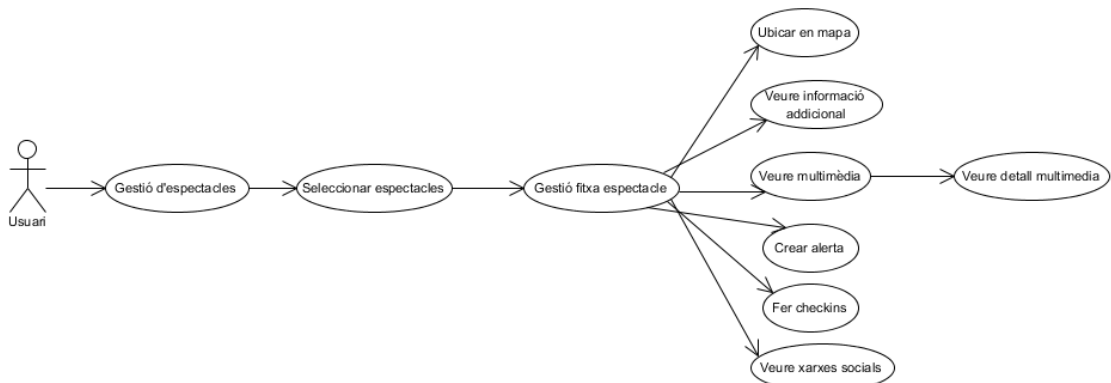 Usuari
Gestió d'espectacles
Seleccionar espectacles
Gestió fitxa espectacle
Ubicar en mapa
Veure informació
addicional
Veure multimèdia
Veure detall multimedia
Crear alerta
Fer checkins
Veure xarxes socials